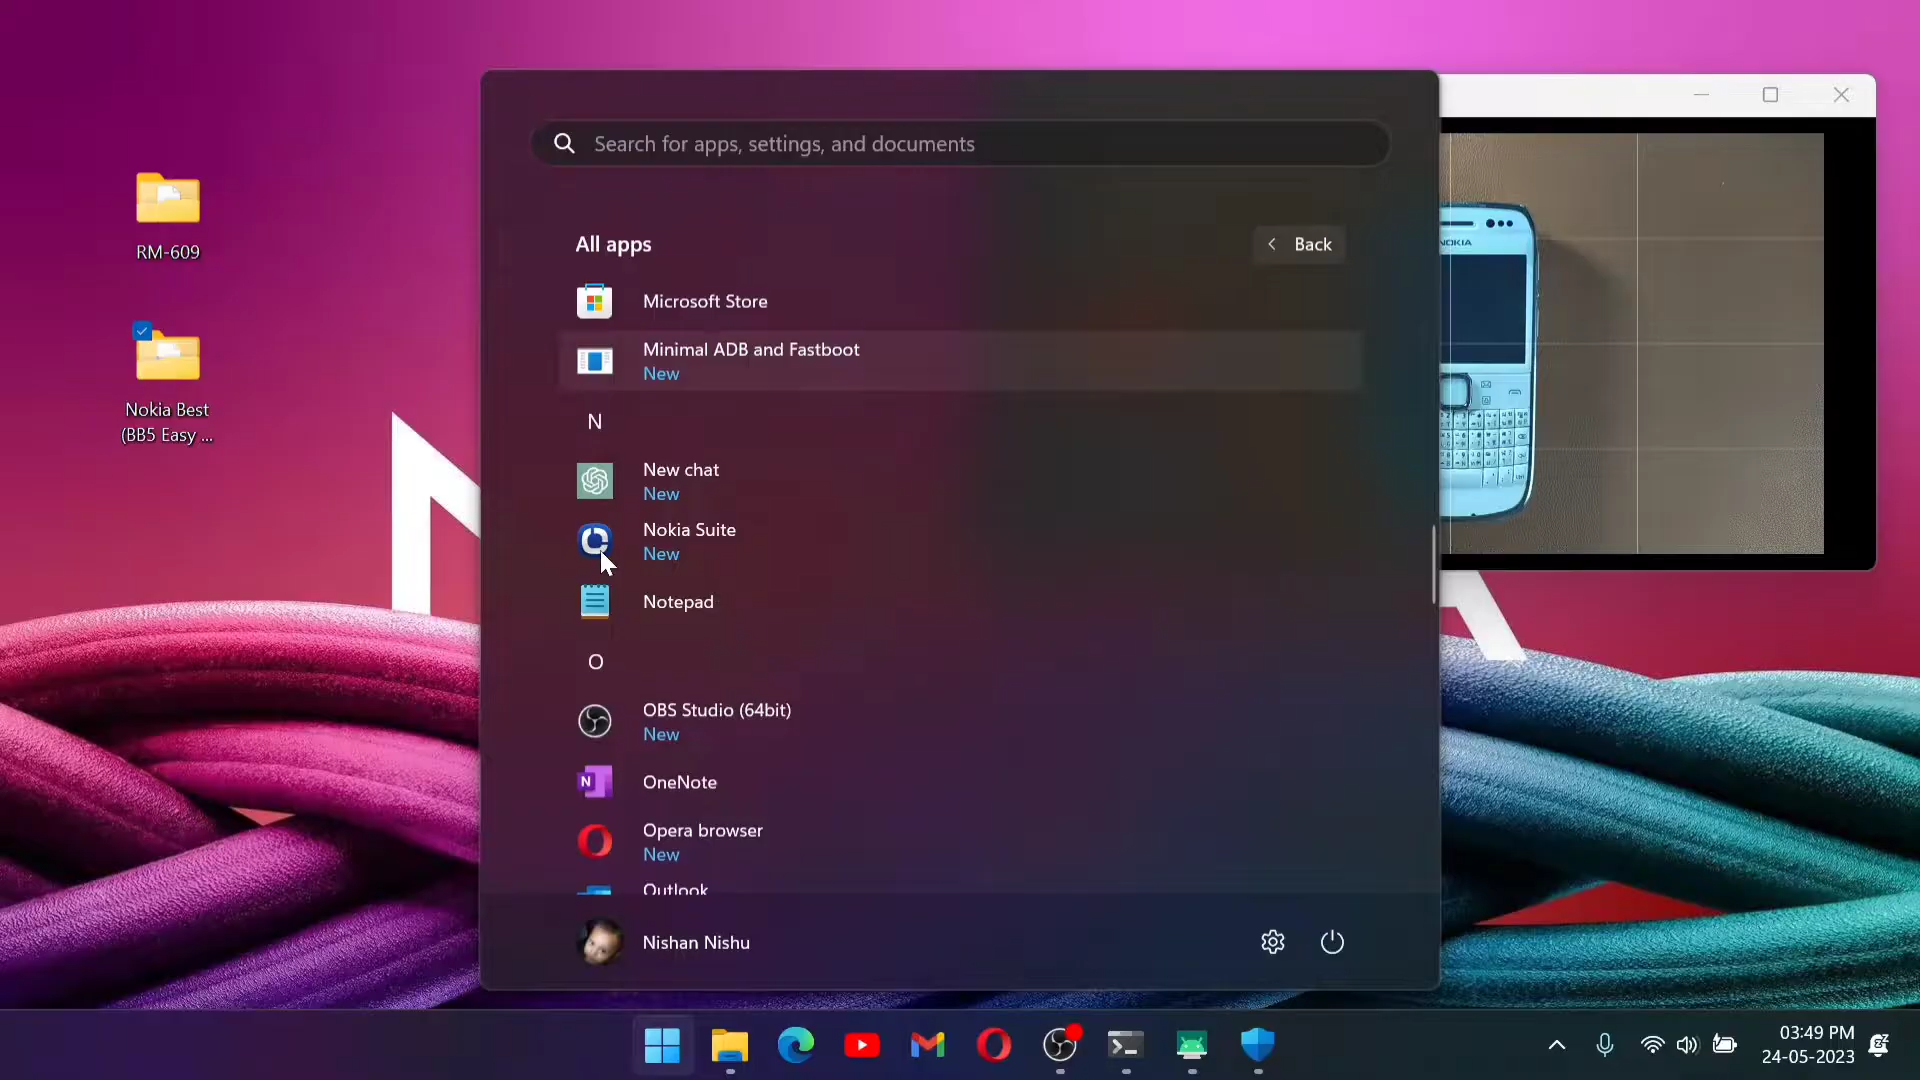 RM-609
Nokia Best
(BB5 Easy ...
Search for apps, settings, and documents
All apps
Back
Microsoft Store
Minimal ADB and Fastboot
New
N
New chat
New
Nokia Suite
New
Notepad
O
OBS Studio (64bit)
New
OneNote
Opera browser
New
Outlook
Nishan Nishu
NOKIA
03:49 PM
24-05-2023